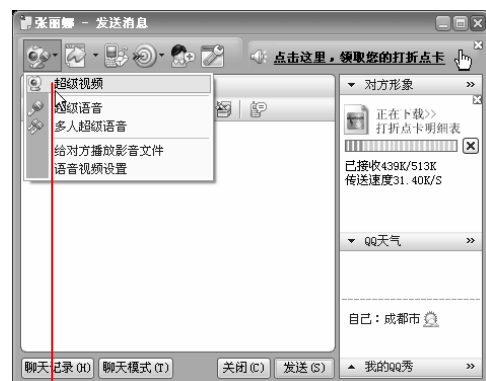 张丽娜 - 发送消息
点击这里，领取您的打折点卡
超级视频
超级语音
多人超级语音
给对方播放影音文件
语音视频设置
对方形象
正在下载>>
打折点卡明细表
已接收439K/513K
传送速度31.40K/S
QQ天气
自己：成都市
聊天记录(H) 聊天模式(T) 关闭(C) 发送(S)
我的QQ秀